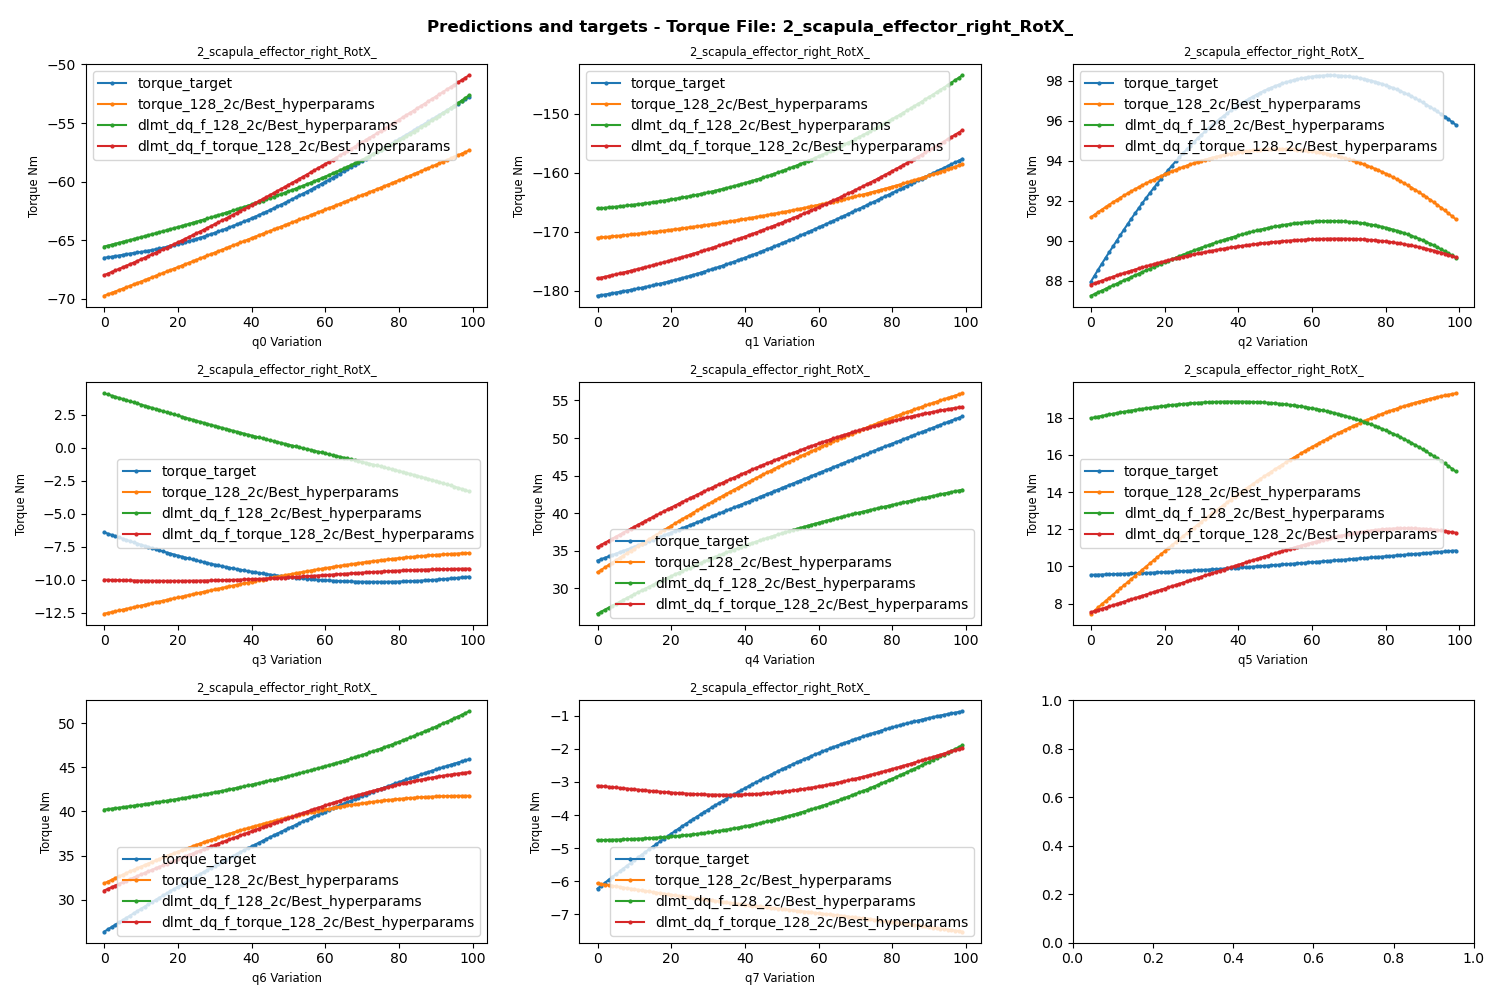 Predictions and targets - Torque File: 2_scapula_effector_right_RotX_
2_scapula_effector_right_RotX_
Torque Nm
−50
−55
−60
−65
−70
torque_target
torque_128_2c/Best_hyperparams
dlmt_dq_f_128_2c/Best_hyperparams
dlmt_dq_f_torque_128_2c/Best_hyperparams
0 20 40 60 80 100
q0 Variation
2_scapula_effector_right_RotX_
Torque Nm
−150
−160
−170
−180
torque_target
torque_128_2c/Best_hyperparams
dlmt_dq_f_128_2c/Best_hyperparams
dlmt_dq_f_torque_128_2c/Best_hyperparams
0 20 40 60 80 100
q1 Variation
2_scapula_effector_right_RotX_
Torque Nm
98
96
94
92
90
88
torque_target
torque_128_2c/Best_hyperparams
dlmt_dq_f_128_2c/Best_hyperparams
dlmt_dq_f_torque_128_2c/Best_hyperparams
0 20 40 60 80 100
q2 Variation
2_scapula_effector_right_RotX_
Torque Nm
2.5
0.0
−2.5
−5.0
−7.5
−10.0
−12.5
torque_target
torque_128_2c/Best_hyperparams
dlmt_dq_f_128_2c/Best_hyperparams
dlmt_dq_f_torque_128_2c/Best_hyperparams
0 20 40 60 80 100
q3 Variation
2_scapula_effector_right_RotX_
Torque Nm
55
50
45
40
35
30
torque_target
torque_128_2c/Best_hyperparams
dlmt_dq_f_128_2c/Best_hyperparams
dlmt_dq_f_torque_128_2c/Best_hyperparams
0 20 40 60 80 100
q4 Variation
2_scapula_effector_right_RotX_
Torque Nm
18
16
14
12
10
8
torque_target
torque_128_2c/Best_hyperparams
dlmt_dq_f_128_2c/Best_hyperparams
dlmt_dq_f_torque_128_2c/Best_hyperparams
0 20 40 60 80 100
q5 Variation
2_scapula_effector_right_RotX_
Torque Nm
50
45
40
35
30
torque_target
torque_128_2c/Best_hyperparams
dlmt_dq_f_128_2c/Best_hyperparams
dlmt_dq_f_torque_128_2c/Best_hyperparams
0 20 40 60 80 100
q6 Variation
2_scapula_effector_right_RotX_
Torque Nm
−1
−2
−3
−4
−5
−6
−7
torque_target
torque_128_2c/Best_hyperparams
dlmt_dq_f_128_2c/Best_hyperparams
dlmt_dq_f_torque_128_2c/Best_hyperparams
0 20 40 60 80 100
q7 Variation
1.0
0.8
0.6
0.4
0.2
0.0
0.0 0.2 0.4 0.6 0.8 1.0